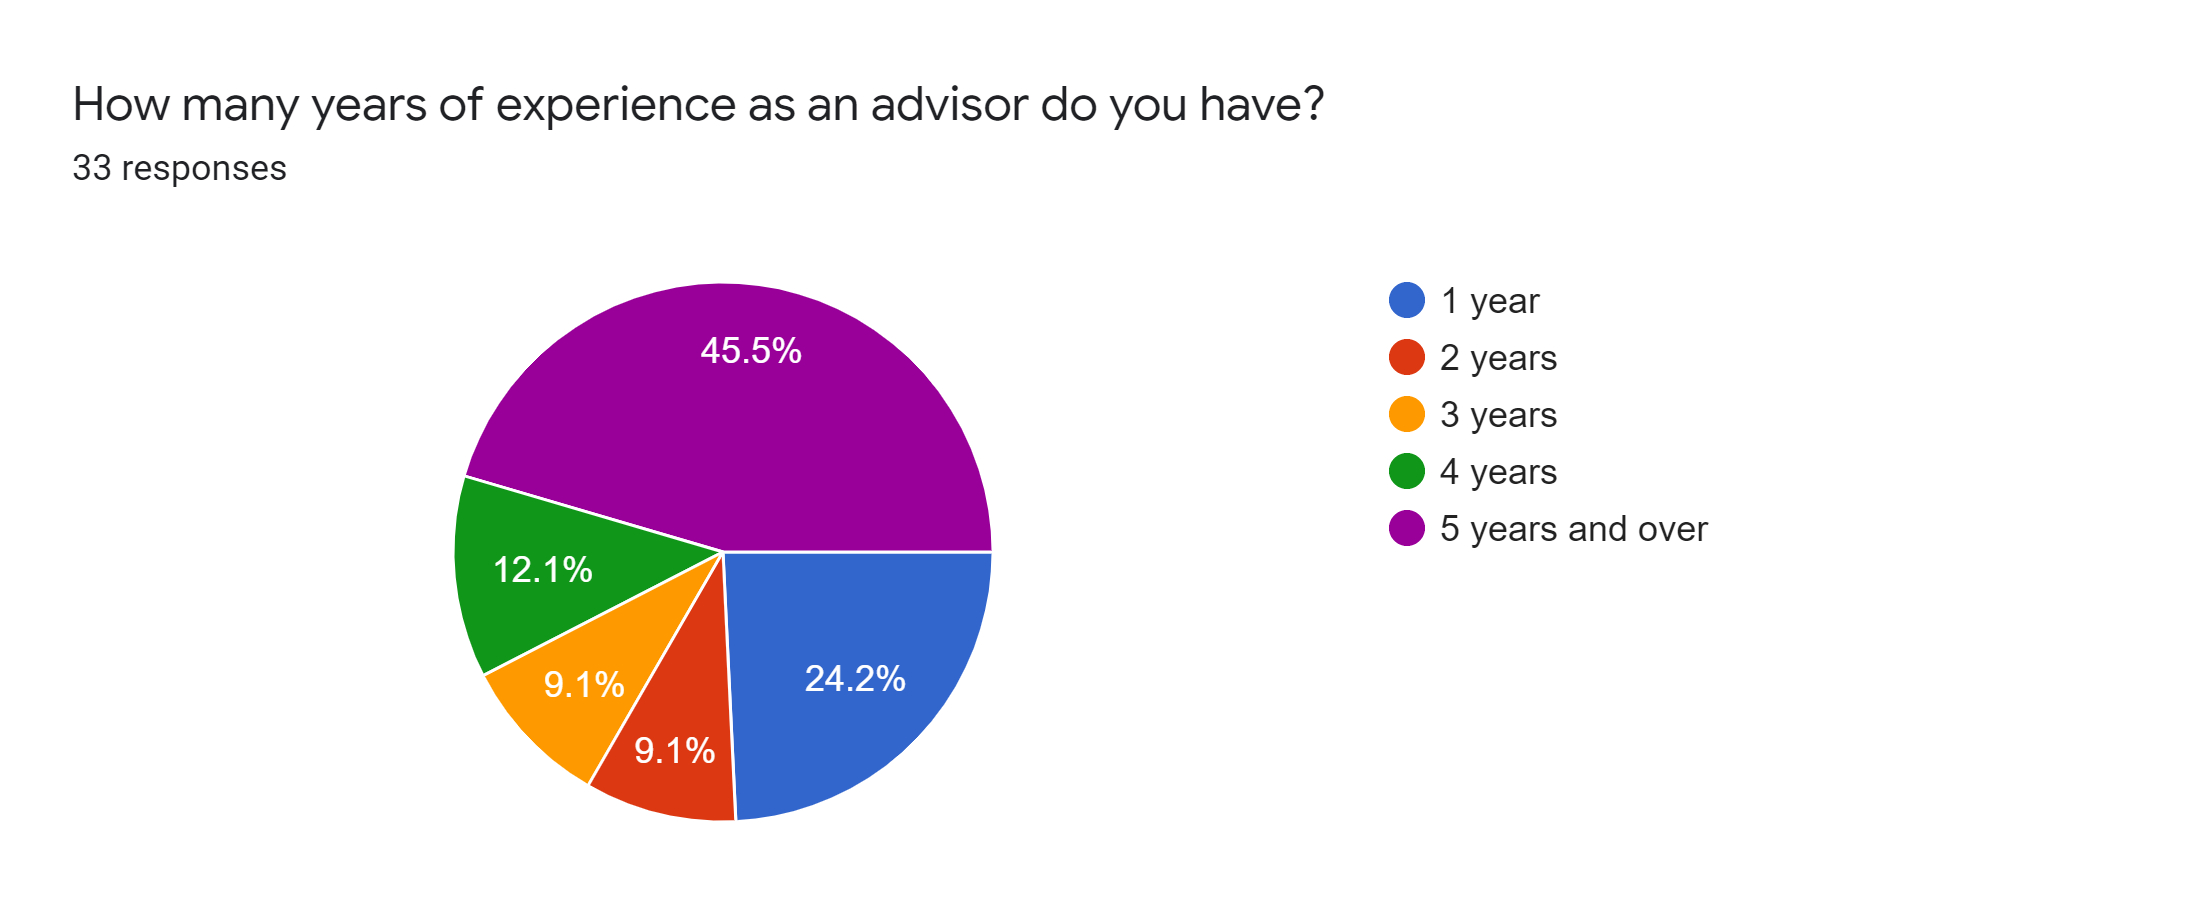 How many years of experience as an advisor do you have?
33 responses
45.5%
12.1%
9.1%
9.1%
24.2%
1 year
2 years
3 years
4 years
5 years and over